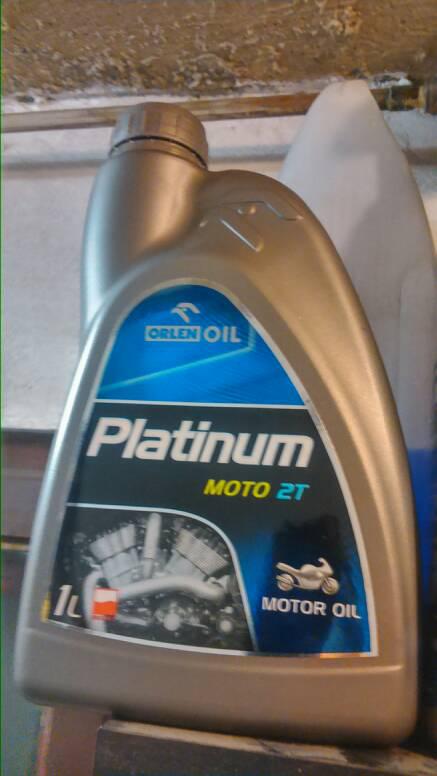 ORLEN OIL
Platinum
MOTO 2T
MOTOR OIL
1L